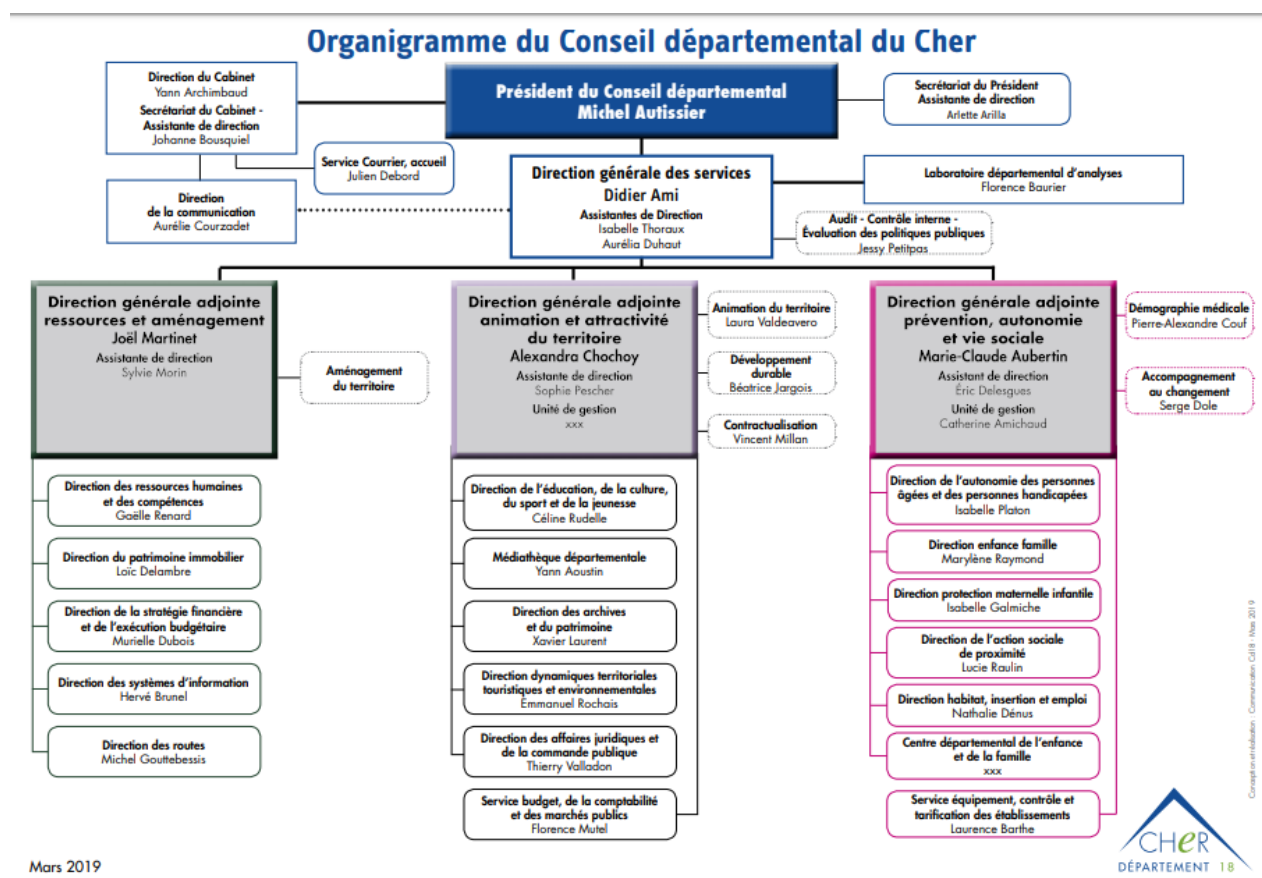 Organigramme du Conseil départemental du Cher
Direction du Cabinet
Yann Archimbaud
Secrétariat du Cabinet -
Assistante de direction
Johanne Bousquiel
Président du Conseil départemental
Michel Autissier
Secrétariat du Président
Assistante de direction
Arlette Arilla
Service Courrier, accueil
Julien Debord
Direction
de la communication
Aurélie Courzadet
Direction générale des services
Didier Ami
Assistantes de Direction
Isabelle Thoraux
Aurélia Duhaut
Laboratoire départemental d'analyses
Florence Baurier
Audit - Contrôle interne -
Évaluation des politiques publiques
Jessy Petitpas
Direction générale adjointe
ressources et aménagement
Joël Martinet
Assistante de direction
Sylvie Morin
Aménagement
du territoire
Direction des ressources humaines
et des compétences
Gaëlle Renard
Direction du patrimoine immobilier
Loïc Delambre
Direction de la stratégie financière
et de l'exécution budgétaire
Murielle Dubois
Direction des systèmes d'information
Hervé Brunel
Direction des routes
Michel Gouttebessis
Direction générale adjointe
animation et attractivité
du territoire
Alexandra Chochoy
Assistante de direction
Sophie Pescher
Unité de gestion
xxx
Animation du territoire
Laura Valdeavero
Développement
durable
Béatrice Jargois
Contractualisation
Vincent Millan
Direction de l'éducation, de la culture,
du sport et de la jeunesse
Céline Rudelle
Médiathèque départementale
Yann Aoustin
Direction des archives
et du patrimoine
Xavier Laurent
Direction dynamiques territoriales
touristiques et environnementales
Emmanuel Rochais
Direction des affaires juridiques et
de la commande publique
Thierry Valladon
Service budget, de la comptabilité
et des marchés publics
Florence Mutel
Direction générale adjointe
prévention, autonomie
et vie sociale
Marie-Claude Aubertin
Assistant de direction
Éric Delesgues
Unité de gestion
Catherine Amichaud
Démographie médicale
Pierre-Alexandre Couf
Accompagnement
au changement
Serge Dole
Direction de l'autonomie des personnes
âgées et des personnes handicapées
Isabelle Platon
Direction enfance famille
Marylène Raymond
Direction protection maternelle infantile
Isabelle Galmiche
Direction de l'action sociale
de proximité
Lucie Raulin
Direction habitat, insertion et emploi
Nathalie Dénus
Centre départemental de l'enfance
et de la famille
xxx
Service équipement, contrôle et
tarification des établissements
Laurence Barthe
Conception et réalisation : Communication Cd18 - Mars 2019
Mars 2019
CHeR
DÉPARTEMENT 18